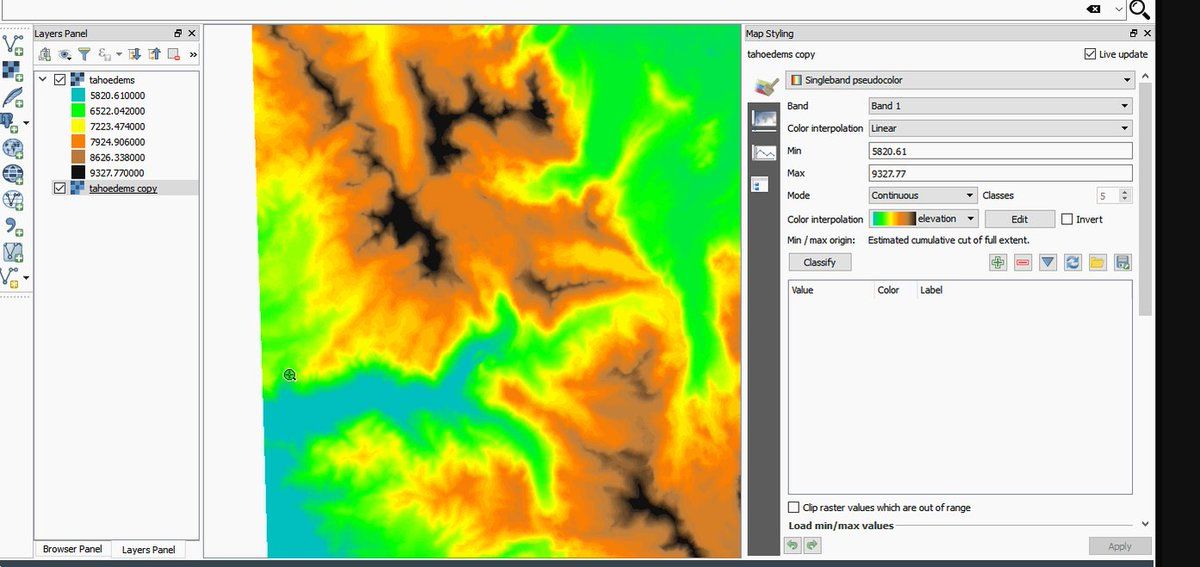 Layers Panel
tahoedems
5820.610000
6522.042000
7223.474000
7924.906000
8626.338000
9327.770000
tahoedems copy
Browser Panel
Layers Panel
Map Styling
tahoedems copy
Live update
Singleband pseudocolor
Band
Band 1
Color interpolation
Linear
Min
5820.61
Max
9327.77
Mode
Continuous
Classes
5
Color interpolation
elevation
Edit
Invert
Min / max origin:
Estimated cumulative cut of full extent.
Classify
Value
Color
Label
Clip raster values which are out of range
Load min/max values
Apply